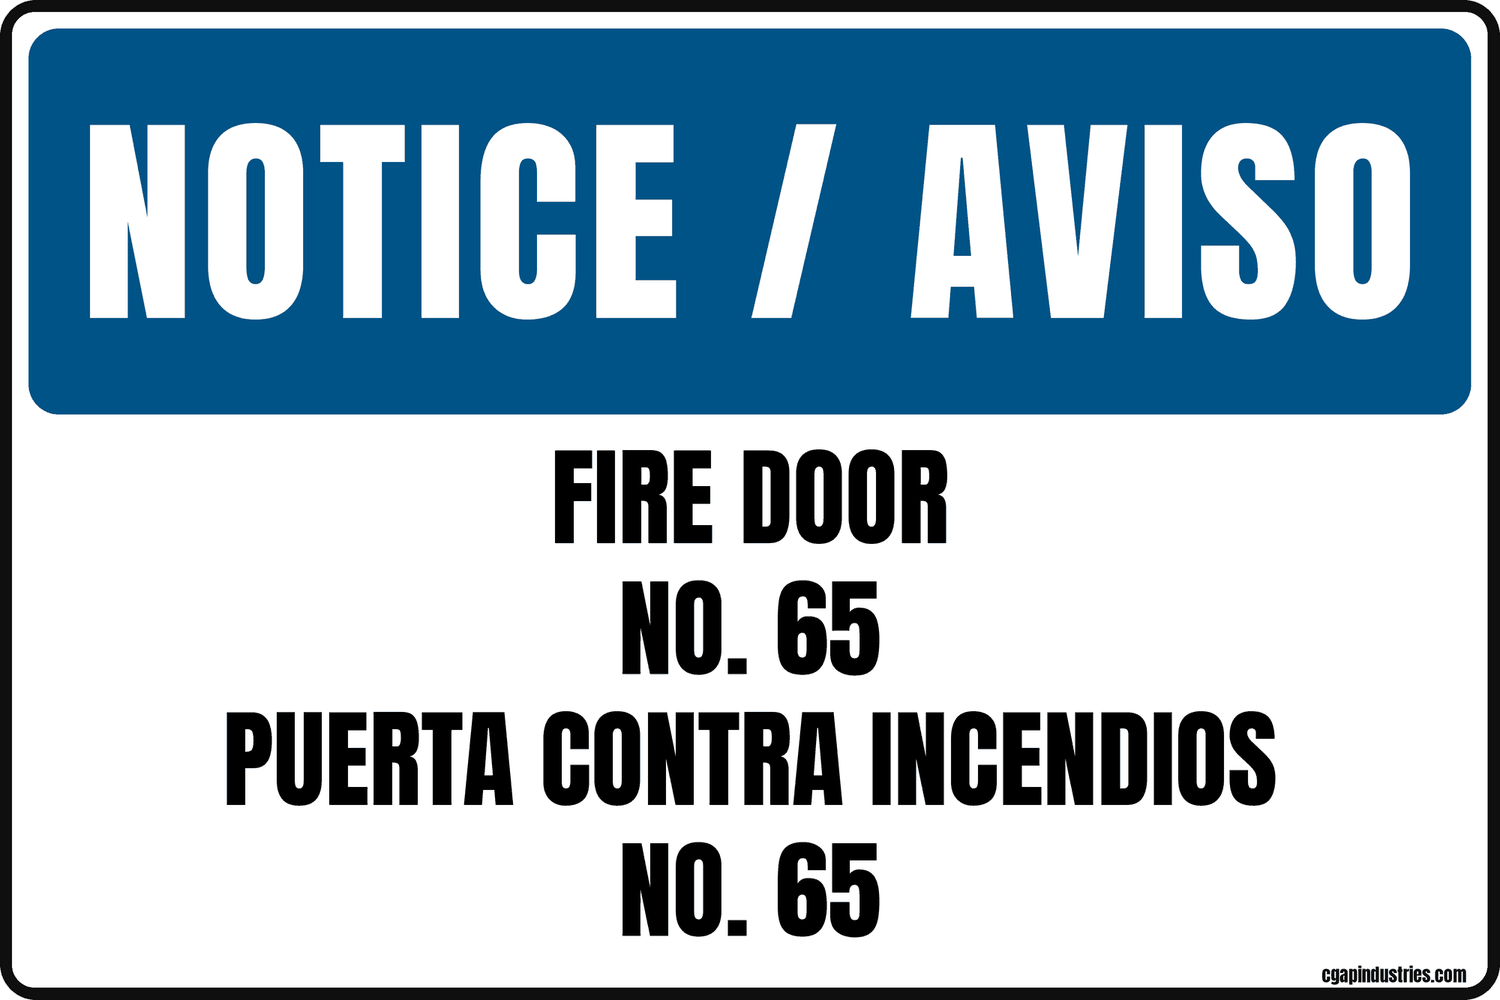 NOTICE / AVISO
FIRE DOOR
NO. 65
PUERTA CONTRA INCENDIOS
NO. 65
cgapindustries.com